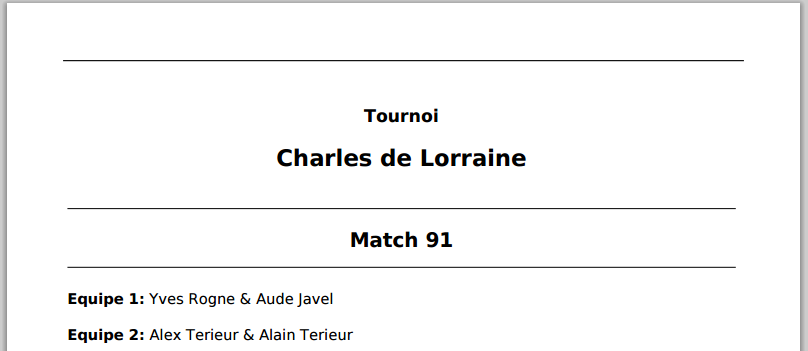 Tournoi
Charles de Lorraine
Match 91
Equipe 1: Yves Rogne & Aude Javel
Equipe 2: Alex Terieur & Alain Terieur